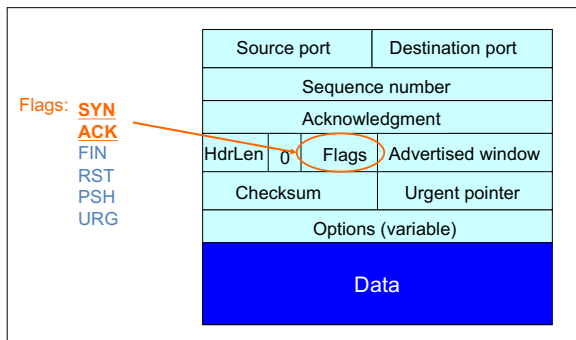 Source port Destination port
Sequence number
Flags: SYN
Acknowledgment
ACK
FIN
HdrLen 0 Flags Advertised window
RST
PSH
Checksum Urgent pointer
URG
Options (variable)
Data